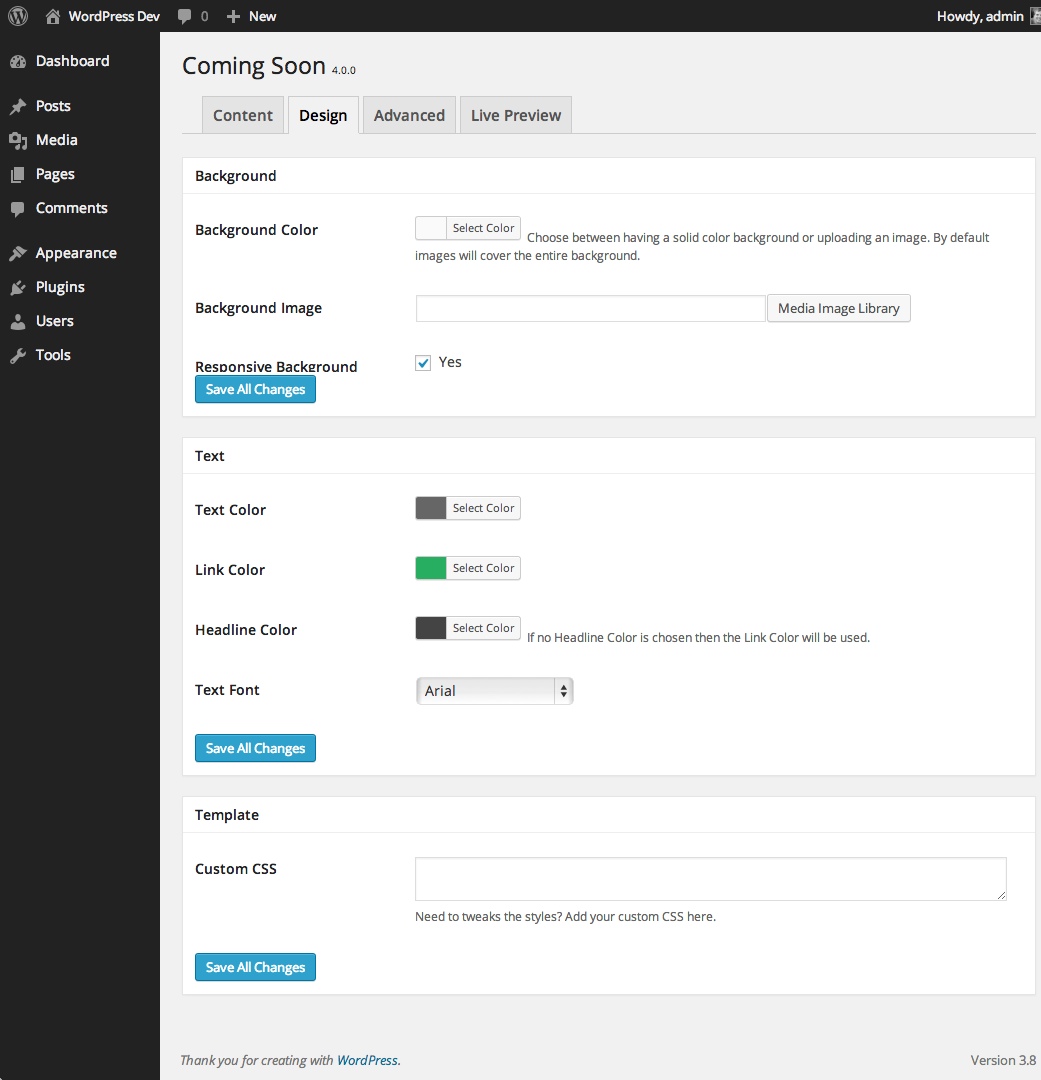 WordPress Dev 0 New Howdy, admin
Dashboard
Posts
Media
Pages
Comments
Appearance
Plugins
Users
Tools
Coming Soon 4.0.0
Content Design Advanced Live Preview
Background
Background Color Select Color Choose between having a solid color background or uploading an image. By default
images will cover the entire background.
Background Image Media Image Library
Responsive Background Yes
Save All Changes
Text
Text Color Select Color
Link Color Select Color
Headline Color Select Color If no Headline Color is chosen then the Link Color will be used.
Text Font Arial
Save All Changes
Template
Custom CSS
Need to tweaks the styles? Add your custom CSS here.
Save All Changes
Thank you for creating with WordPress. Version 3.8